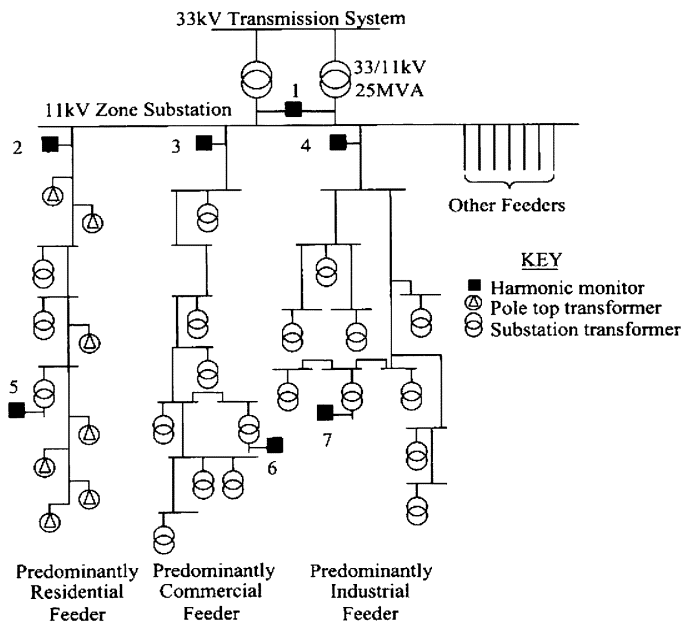 33kV Transmission System
33/11kV
25MVA
1
11kV Zone Substation
2
3
4
Other Feeders
KEY
Harmonic monitor
Pole top transformer
Substation transformer
5
6
7
Predominantly
Residential
Feeder
Predominantly
Commercial
Feeder
Predominantly
Industrial
Feeder